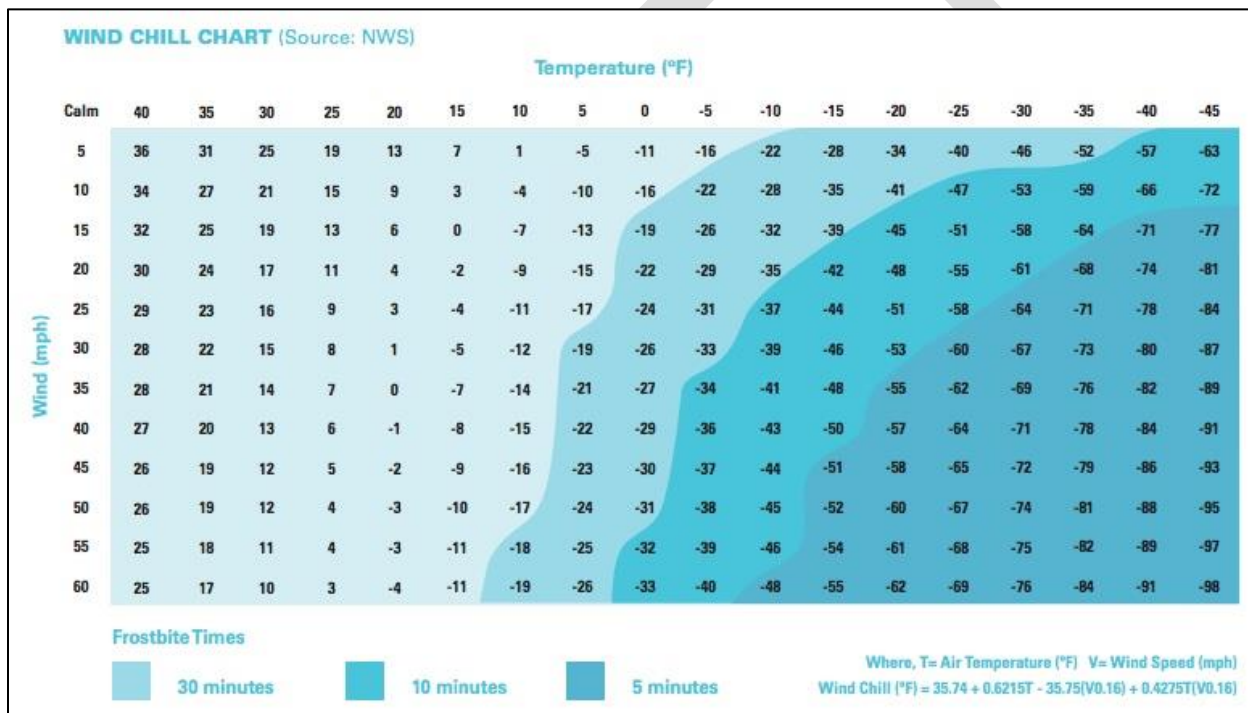 WIND CHILL CHART (Source: NWS)
Temperature (°F)
Calm 40 35 30 25 20 15 10 5 0 -5 -10 -15 -20 -25 -30 -35 -40 -45
5 36 31 25 19 13 7 1 -5 -11 -16 -22 -28 -34 -40 -46 -52 -57 -63
10 34 27 21 15 9 3 -4 -10 -16 -22 -28 -35 -41 -47 -53 -59 -66 -72
15 32 25 19 13 6 0 -7 -13 -19 -26 -32 -39 -45 -51 -58 -64 -71 -77
20 30 24 17 11 4 -2 -9 -15 -22 -29 -35 -42 -48 -55 -61 -68 -74 -81
25 29 23 16 9 3 -4 -11 -17 -24 -31 -37 -44 -51 -58 -64 -71 -78 -84
30 28 22 15 8 1 -5 -12 -19 -26 -33 -39 -46 -53 -60 -67 -73 -80 -87
35 28 21 14 7 0 -7 -14 -21 -27 -34 -41 -48 -55 -62 -69 -76 -82 -89
40 27 20 13 6 -1 -8 -15 -22 -29 -36 -43 -50 -57 -64 -71 -78 -84 -91
45 26 19 12 5 -2 -9 -16 -23 -30 -37 -44 -51 -58 -65 -72 -79 -86 -93
50 26 19 12 4 -3 -10 -17 -24 -31 -38 -45 -52 -60 -67 -74 -81 -88 -95
55 25 18 11 4 -3 -11 -18 -25 -32 -39 -46 -54 -61 -68 -75 -82 -89 -97
60 25 17 10 3 -4 -11 -19 -26 -33 -40 -48 -55 -62 -69 -76 -84 -91 -98
Wind (mph)
Frostbite Times
30 minutes 10 minutes 5 minutes
Where, T= Air Temperature (°F) V= Wind Speed (mph)
Wind Chill (°F) = 35.74 + 0.6215T - 35.75(V0.16) + 0.4275T(V0.16)